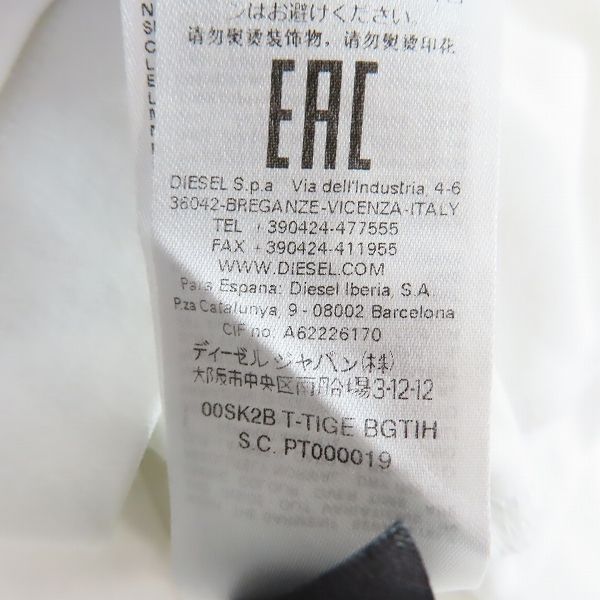 ンはお避けください。
请勿熨烫装饰物，请勿熨烫印花
EAC
DIESEL S.p.a Via dell'Industria, 4-6
36042-BREGANZE-VICENZA-ITALY
TEL +390424-477555
FAX +390424-411955
WWW.DIESEL.COM
Para Espana: Diesel Iberia, S.A.
P.za Catalunya, 9 - 08002 Barcelona
CIF no. A62226170
ディーゼル ジャパン(株)
大阪市中央区南船場3-12-12
00SK2B T-TIGE BGTIH
S.C. PT000019